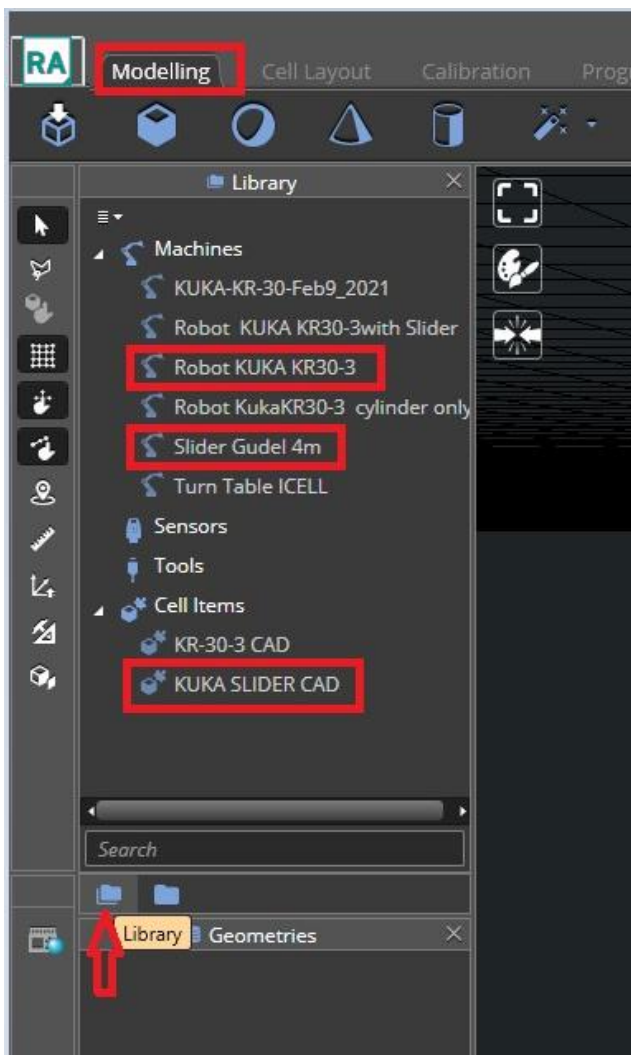 RA
Modelling
Cell Layout
Calibration
Prog
Library
Machines
KUKA-KR-30-Feb9_2021
Robot KUKA KR30-3with Slider
Robot KUKA KR30-3
Robot KukaKR30-3 cylinder only
Slider Gudel 4m
Turn Table ICELL
Sensors
Tools
Cell Items
KR-30-3 CAD
KUKA SLIDER CAD
Search
Library
Geometries